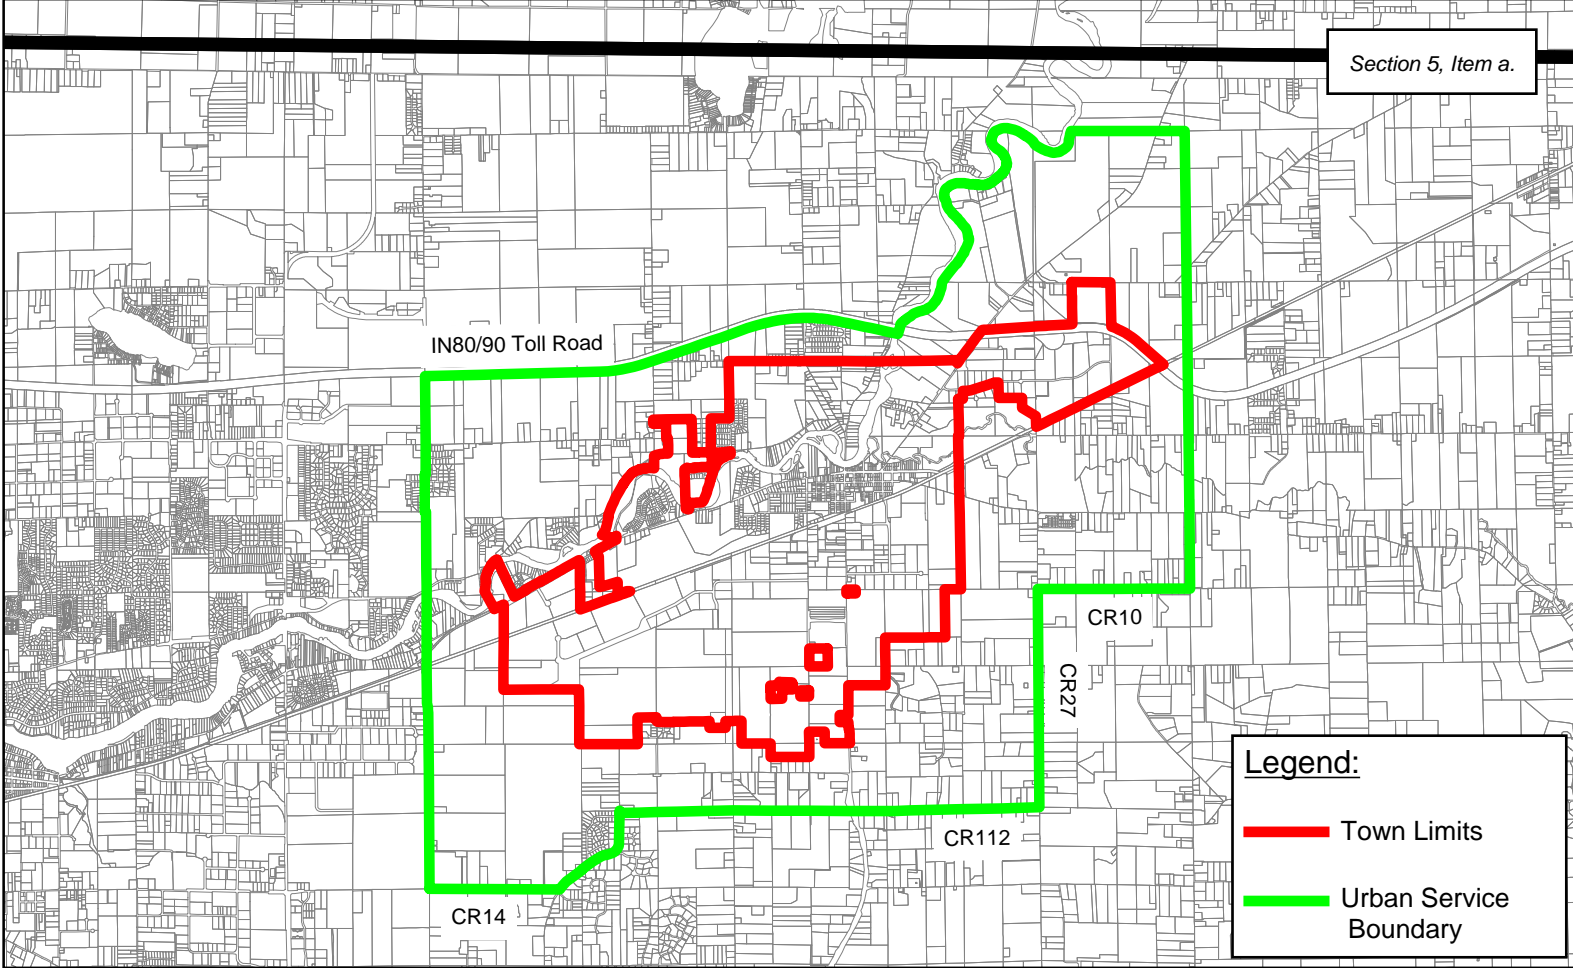 Section 5, Item a.
IN80/90 Toll Road
CR10
CR27
CR112
CR14
Legend:
Town Limits
Urban Service
Boundary